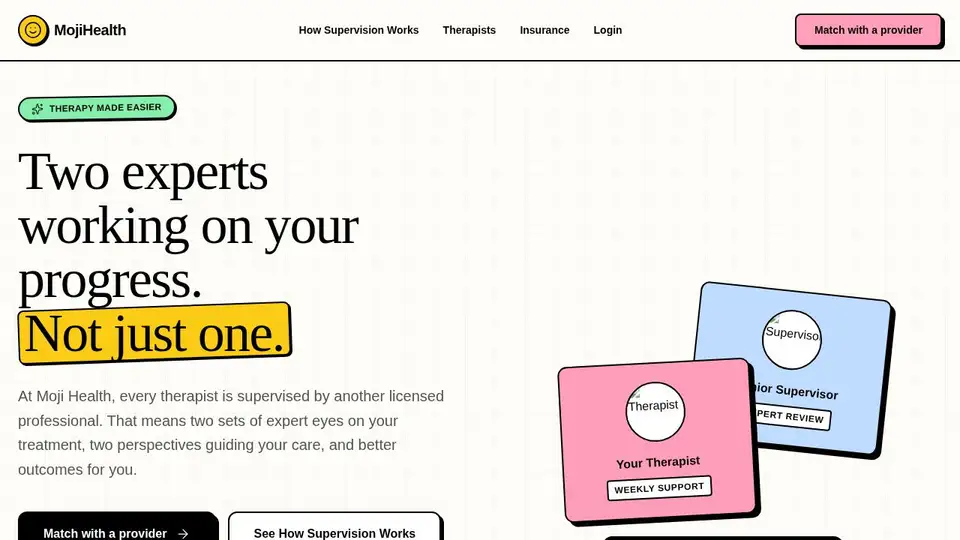 MojiHealth
How Supervision Works
Therapists
Insurance
Login
Match with a provider
THERAPY MADE EASIER
Two experts
working on your
progress.
Not just one.
At Moji Health, every therapist is supervised by another licensed
professional. That means two sets of expert eyes on your
treatment, two perspectives guiding your care, and better
outcomes for you.
Match with a provider
See How Supervision Works
Supervisor
Supervisor
REVIEW
Therapist
Your Therapist
WEEKLY SUPPORT